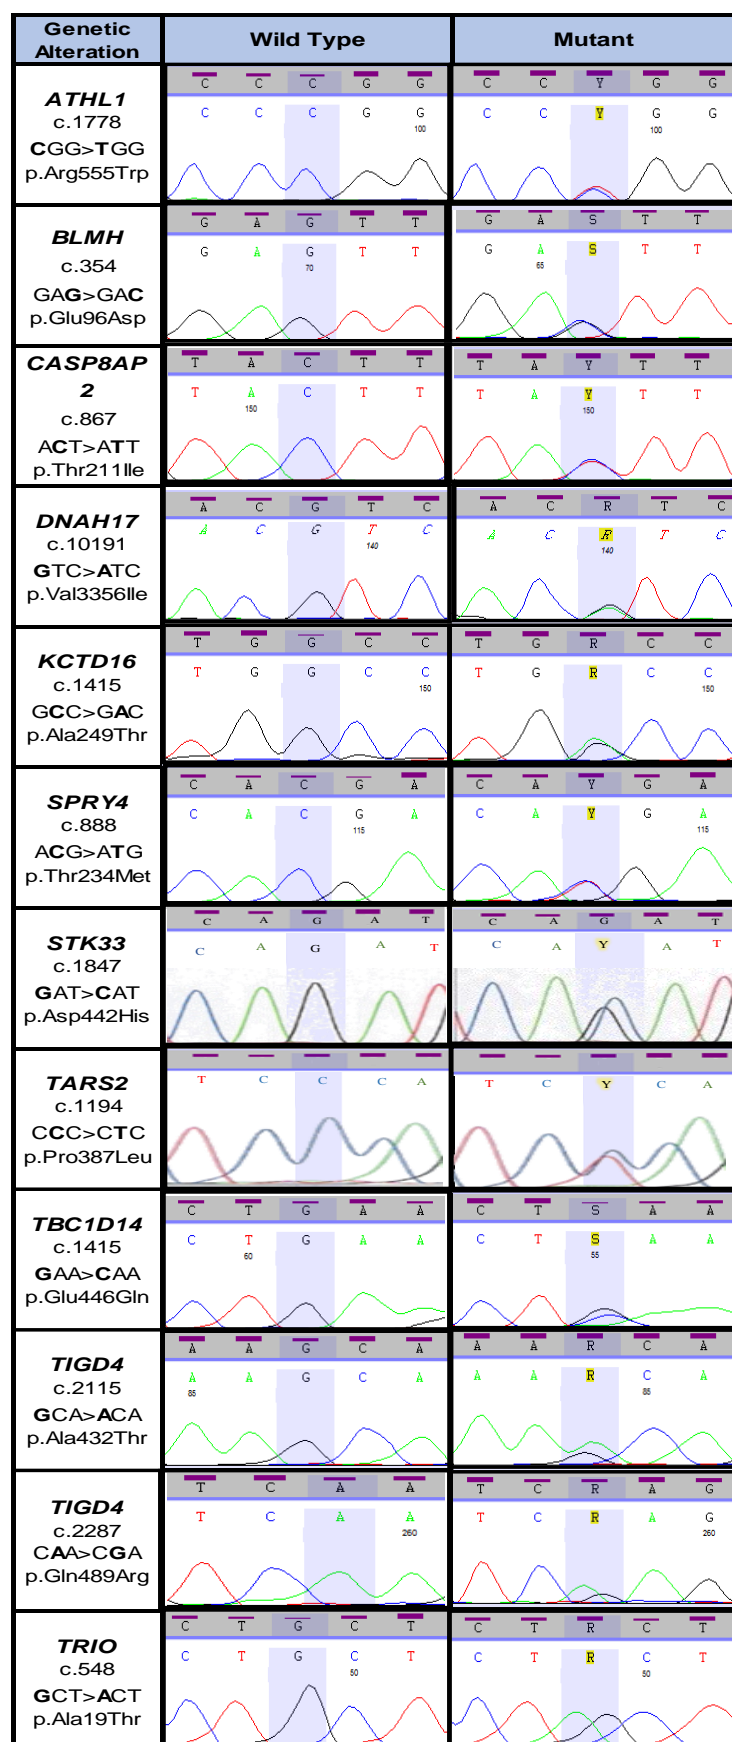 Genetic Alteration Wild Type Mutant
ATHL1
c.1778
CGG>TGG
p.Arg555Trp
C C C G G
C C C G G
100
C C Y G G
C C Y G G
100
BLMH
c.354
GAG>GAC
p.Glu96Asp
G A G T T
G A G T T
70
G A S T T
G A S T T
65
CASP8AP
2
c.867
ACT>ATT
p.Thr211Ile
T A C T T
T A C T T
150
T A Y T T
T A Y T T
150
DNAH17
c.10191
GTC>ATC
p.Val3356Ile
A C G T C
A C G T C
140
A C R T C
A C R T C
140
KCTD16
c.1415
GCC>GAC
p.Ala249Thr
T G G C C
T G G C C
150
T G R C C
T G R C C
150
SPRY4
c.888
ACG>ATG
p.Thr234Met
C A C G A
C A C G A
115
C A Y G A
C A Y G A
115
STK33
c.1847
GAT>CAT
p.Asp442His
C A G A T
C A G A T
C A G A T
C A Y A T
TARS2
c.1194
CCC>CTC
p.Pro387Leu
T C C C A
T C Y C A
TBC1D14
c.1415
GAA>CAA
p.Glu446Gln
C T G A A
C T G A A
60
C T S A A
C T S A A
55
TIGD4
c.2115
GCA>ACA
p.Ala432Thr
A A G C A
A A G C A
85
A A R C A
A A R C A
85
TIGD4
c.2287
CAA>CGA
p.Gln489Arg
T C A A
T C A A
260
T C R A G
T C R A G
260
TRIO
c.548
GCT>ACT
p.Ala19Thr
C T G C T
C T G C T
50
C T R C T
C T R C T
50